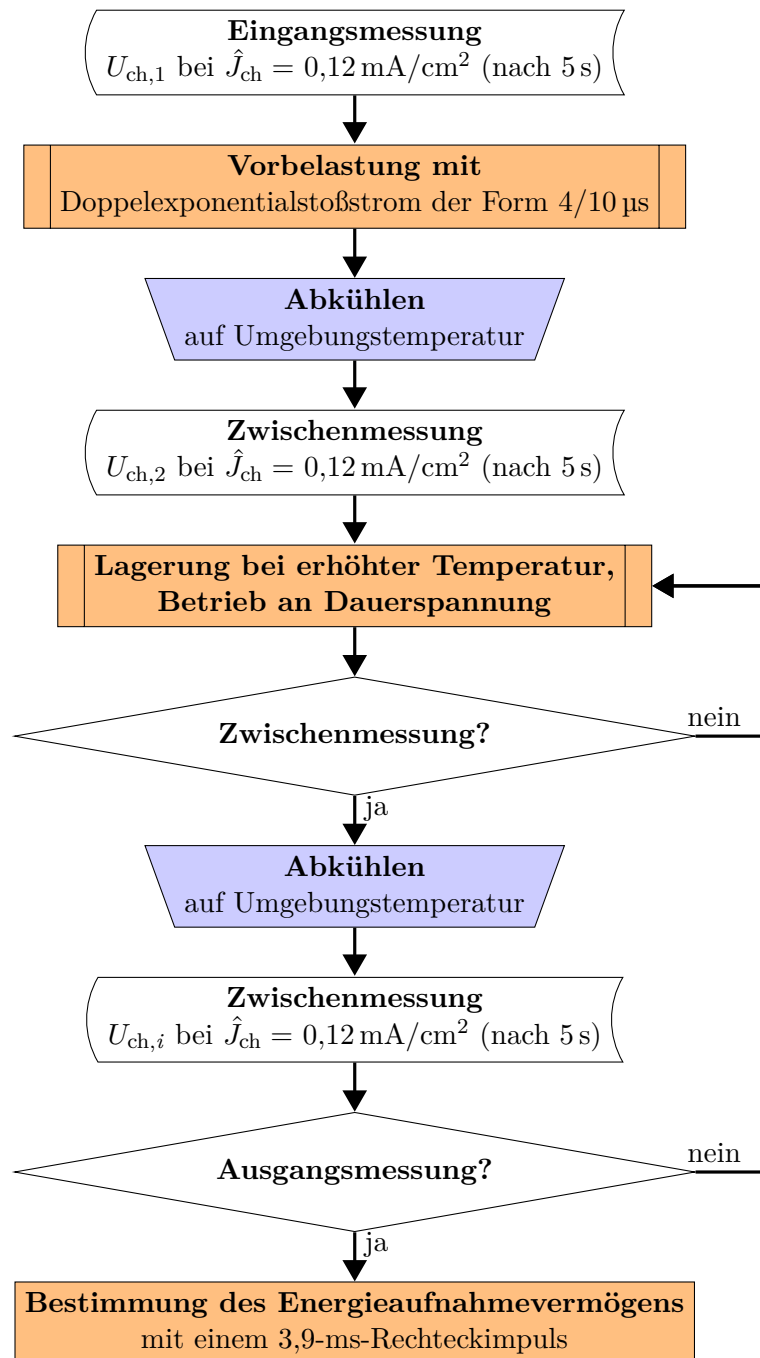 Eingangsmessung
U_ch,1 bei Ĵ_ch = 0,12 mA/cm² (nach 5 s)
Vorbelastung mit
Doppelexponentialstoßstrom der Form 4/10 µs
Abkühlen
auf Umgebungstemperatur
Zwischenmessung
U_ch,2 bei Ĵ_ch = 0,12 mA/cm² (nach 5 s)
Lagerung bei erhöhter Temperatur,
Betrieb an Dauerspannung
Zwischenmessung?
nein
ja
Abkühlen
auf Umgebungstemperatur
Zwischenmessung
U_ch,i bei Ĵ_ch = 0,12 mA/cm² (nach 5 s)
Ausgangsmessung?
nein
ja
Bestimmung des Energieaufnahmevermögens
mit einem 3,9-ms-Rechteckimpuls